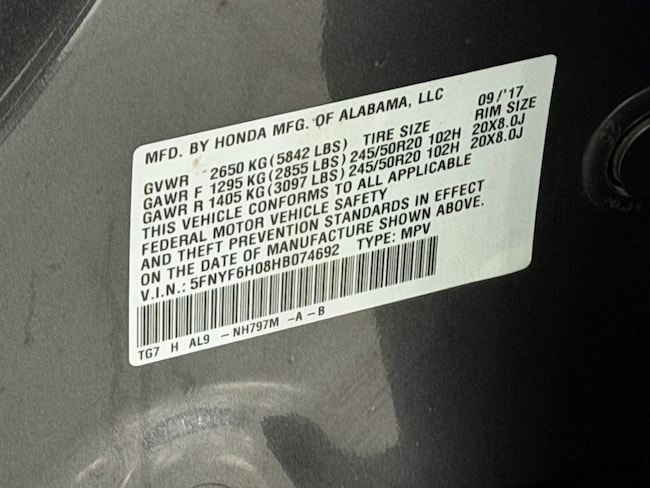 MFD. BY HONDA MFG. OF ALABAMA, LLC 09/'17
GVWR 2650 KG (5842 LBS) TIRE SIZE RIM SIZE
GAWR F 1295 KG (2855 LBS) 245/50R20 102H 20X8.0J
GAWR R 1405 KG (3097 LBS) 245/50R20 102H 20X8.0J
THIS VEHICLE CONFORMS TO ALL APPLICABLE
FEDERAL MOTOR VEHICLE SAFETY
AND THEFT PREVENTION STANDARDS IN EFFECT
ON THE DATE OF MANUFACTURE SHOWN ABOVE.
V.I.N.: 5FNYF6H08HB074692 TYPE: MPV
TG7 H AL9 -NH797M -A-B